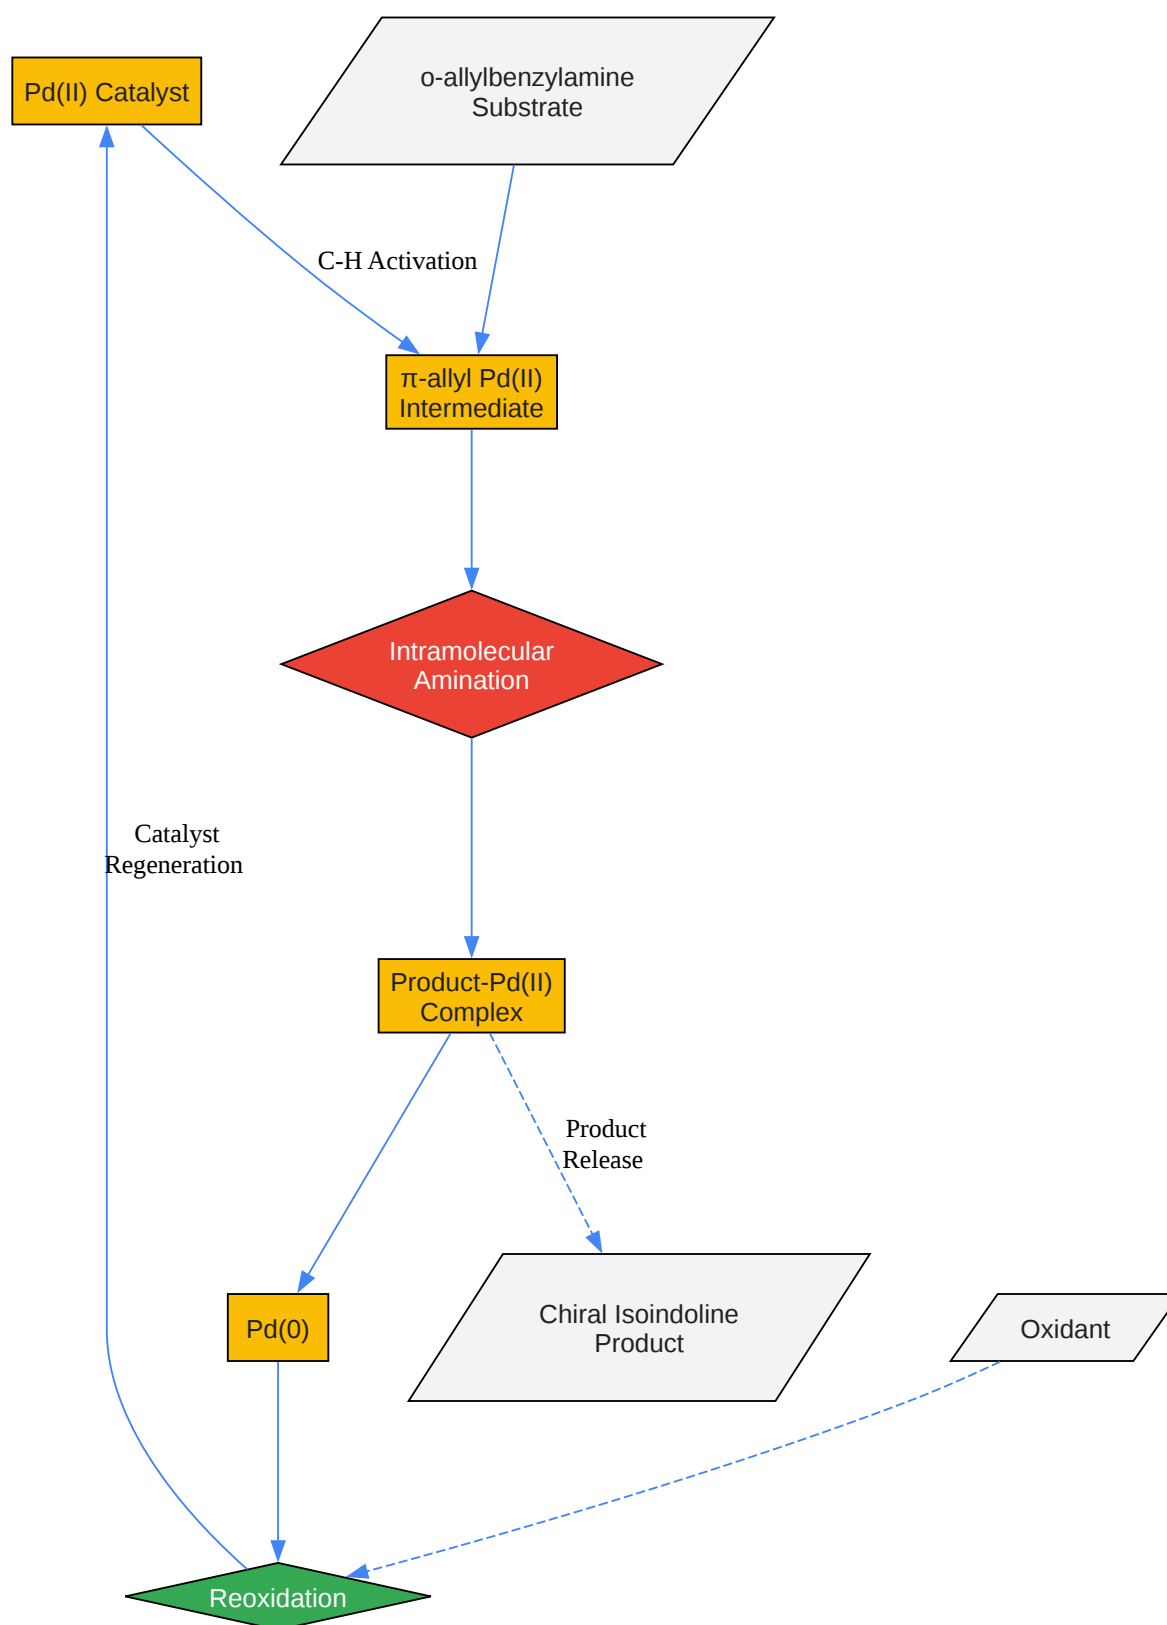 o-allylbenzylamine
Substrate
Pd(II) Catalyst
C-H Activation
π-allyl Pd(II)
Intermediate
Intramolecular
Amination
Catalyst
Regeneration
Product-Pd(II)
Complex
Product
Release
Pd(0)
Chiral Isoindoline
Product
Oxidant
Reoxidation